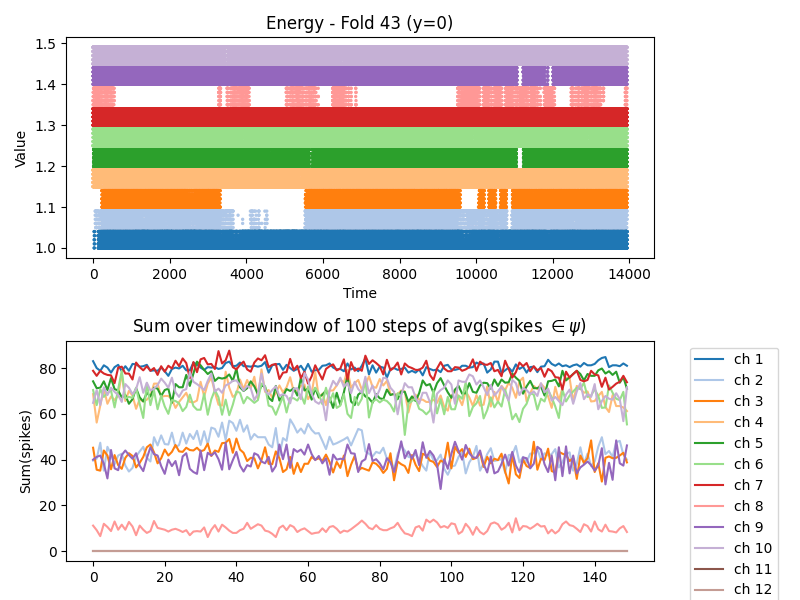 Energy - Fold 43 (y=0)
Value
1.5
1.4
1.3
1.2
1.1
1.0
0 2000 4000 6000 8000 10000 12000 14000
Time
Sum over timewindow of 100 steps of avg(spikes ∈ ψ)
Sum(spikes)
80
60
40
20
0
0 20 40 60 80 100 120 140
ch 1
ch 2
ch 3
ch 4
ch 5
ch 6
ch 7
ch 8
ch 9
ch 10
ch 11
ch 12